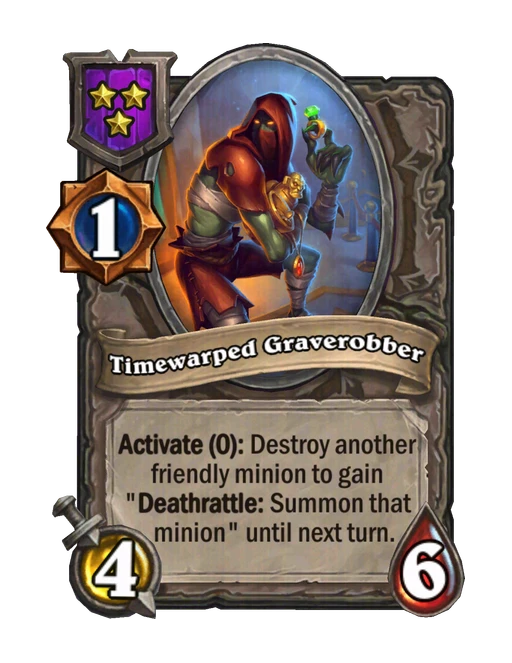 1
Timewarped Graverobber
Activate (0): Destroy another
friendly minion to gain
"Deathrattle: Summon that
minion" until next turn.
4
6